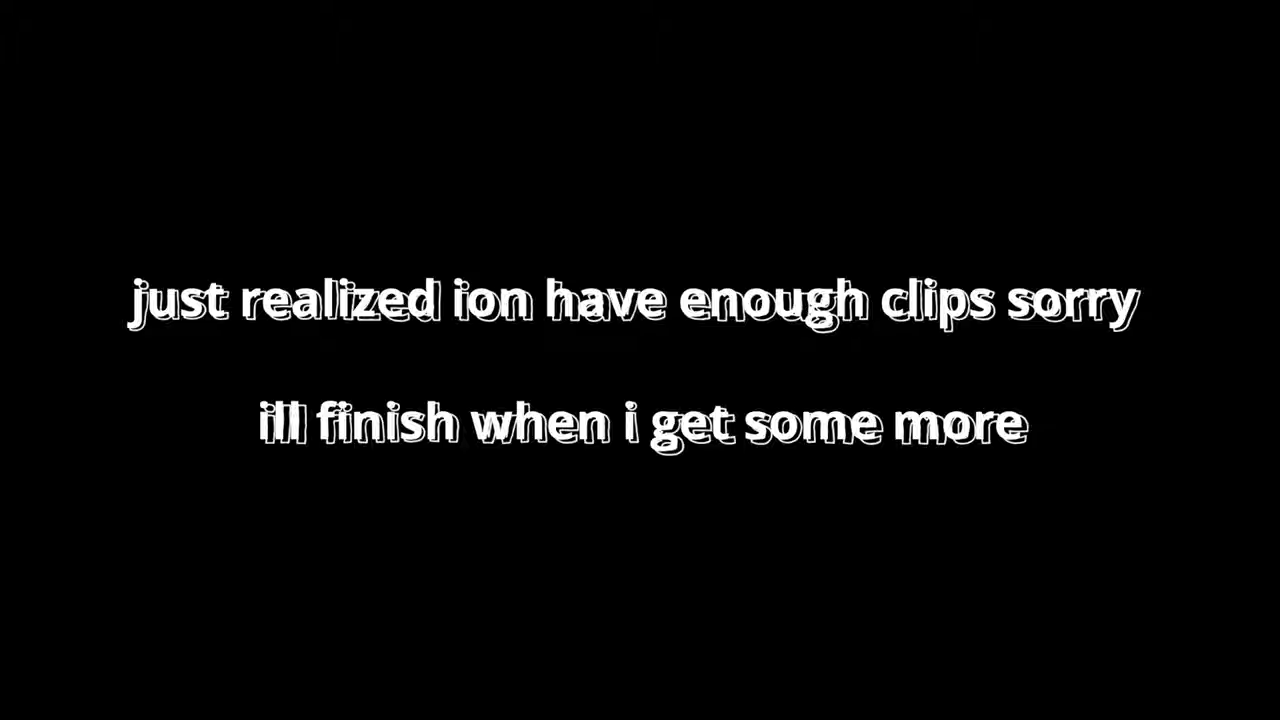 just realized ion have enough clips sorry
ill finish when i get some more